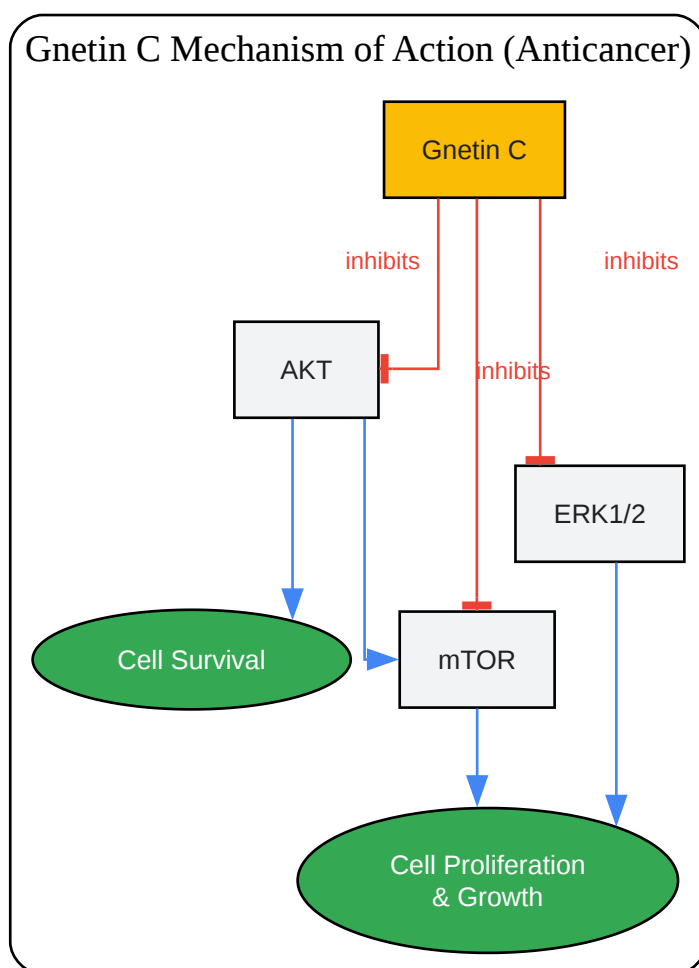 Gnetin C Mechanism of Action (Anticancer)
Gnetin C
inhibits
inhibits
AKT
inhibits
ERK1/2
Cell Survival
mTOR
Cell Proliferation
& Growth